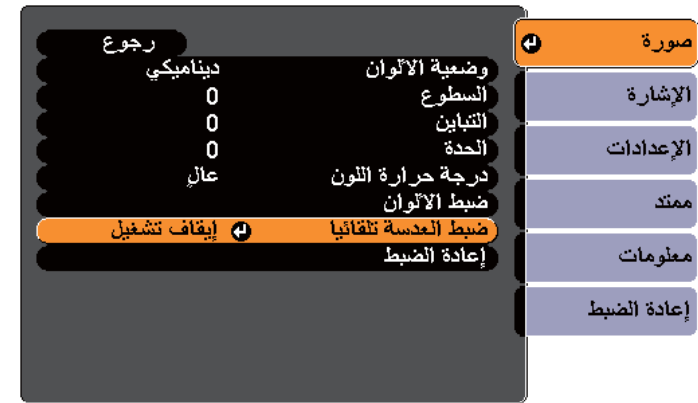 صورة
الإشارة
الإعدادات
ممتد
معلومات
إعادة الضبط
رجوع
وضعية الألوان ديناميكي
السطوع 0
التباين 0
الحدة 0
درجة حرارة اللون عالٍ
ضبط الألوان
ضبط العدسة تلقائيا إيقاف تشغيل
إعادة الضبط